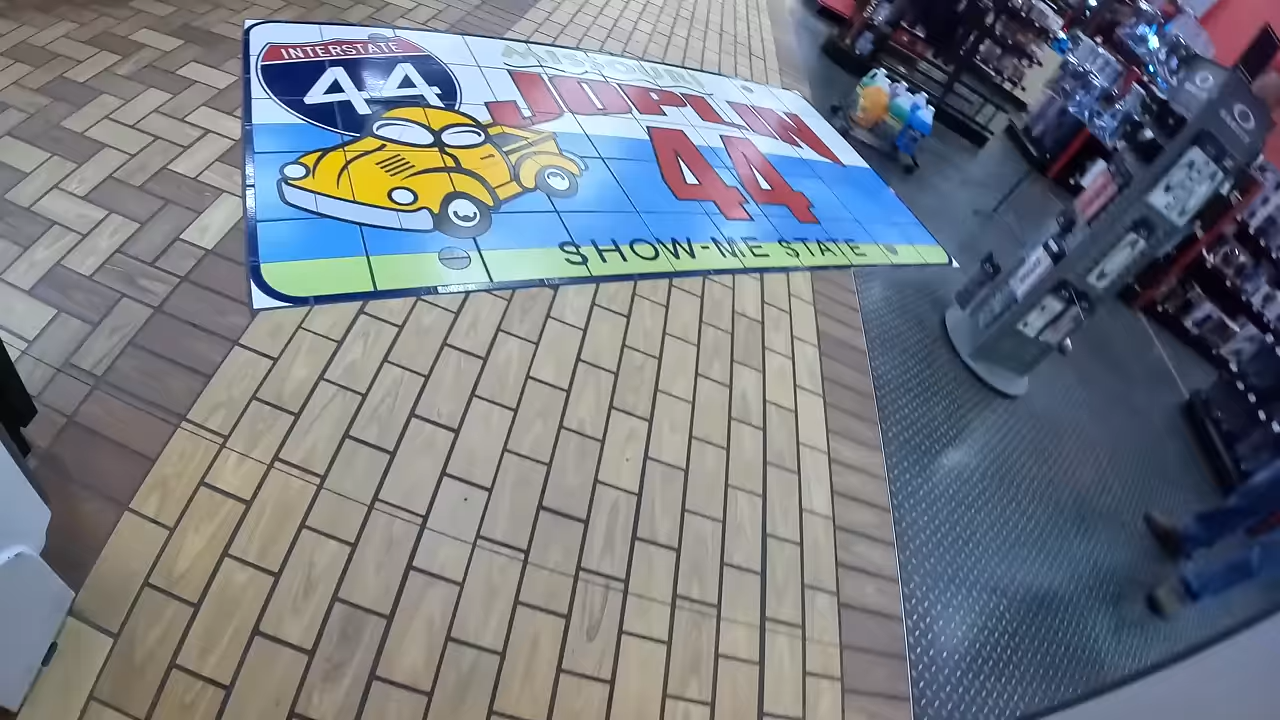 INTERSTATE
44
MISSOURI
JOPLIN
44
SHOW-ME STATE